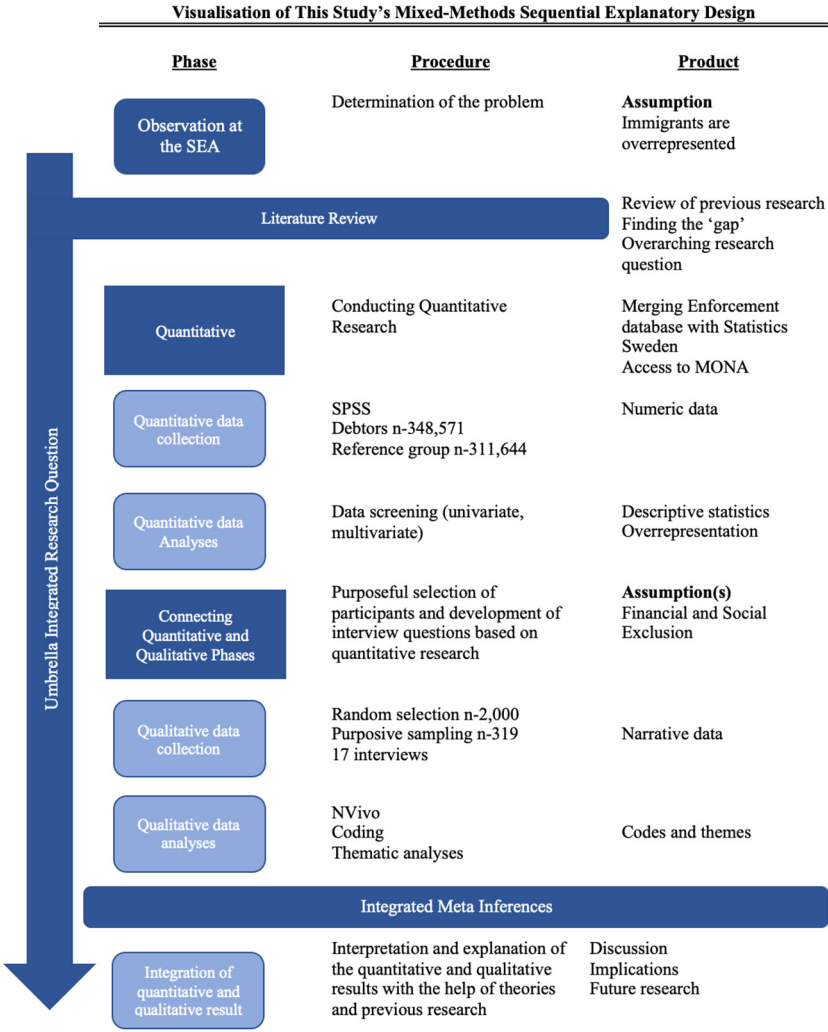 Visualisation of This Study's Mixed-Methods Sequential Explanatory Design
Phase
Procedure
Product
Observation at
the SEA
Determination of the problem
Assumption
Immigrants are
overrepresented
Literature Review
Review of previous research
Finding the ‘gap’
Overarching research
question
Quantitative
Conducting Quantitative
Research
Merging Enforcement
database with Statistics
Sweden
Access to MONA
Quantitative data
collection
SPSS
Debtors n-348,571
Reference group n-311,644
Numeric data
Quantitative data
Analyses
Data screening (univariate,
multivariate)
Descriptive statistics
Overrepresentation
Connecting
Quantitative and
Qualitative Phases
Purposeful selection of
participants and development of
interview questions based on
quantitative research
Assumption(s)
Financial and Social
Exclusion
Qualitative data
collection
Random selection n-2,000
Purposive sampling n-319
17 interviews
Narrative data
Qualitative data
analyses
NVivo
Coding
Thematic analyses
Codes and themes
Integrated Meta Inferences
Integration of
quantitative and
qualitative result
Interpretation and explanation of
the quantitative and qualitative
results with the help of theories
and previous research
Discussion
Implications
Future research
Umbrella Integrated Research Question